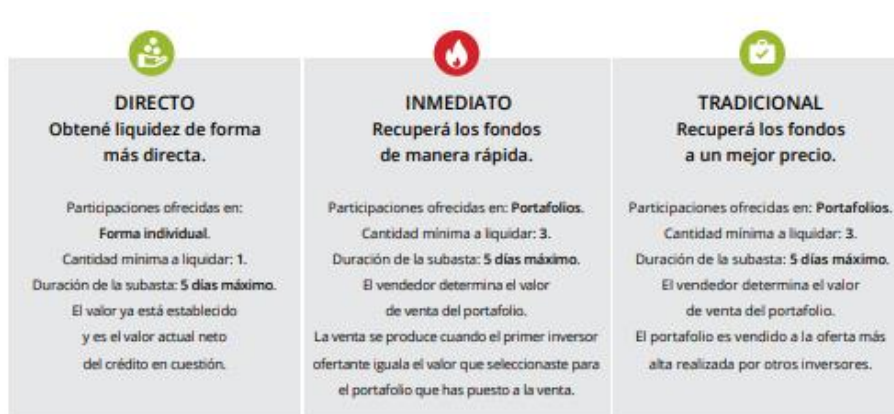 DIRECTO
Obtené liquidez de forma
más directa.
Participaciones ofrecidas en:
Forma individual.
Cantidad mínima a liquidar: 1.
Duración de la subasta: 5 días máximo.
El valor ya está establecido
y es el valor actual neto
del crédito en cuestión.
INMEDIATO
Recuperá los fondos
de manera rápida.
Participaciones ofrecidas en: Portafolios.
Cantidad mínima a liquidar: 3.
Duración de la subasta: 5 días máximo.
El vendedor determina el valor
de venta del portafolio.
La venta se produce cuando el primer inversor
ofertante iguala el valor que seleccionaste para
el portafolio que has puesto a la venta.
TRADICIONAL
Recuperá los fondos
a un mejor precio.
Participaciones ofrecidas en: Portafolios.
Cantidad mínima a liquidar: 3.
Duración de la subasta: 5 días máximo.
El vendedor determina el valor
de venta del portafolio.
El portafolio es vendido a la oferta más
alta realizada por otros inversores.